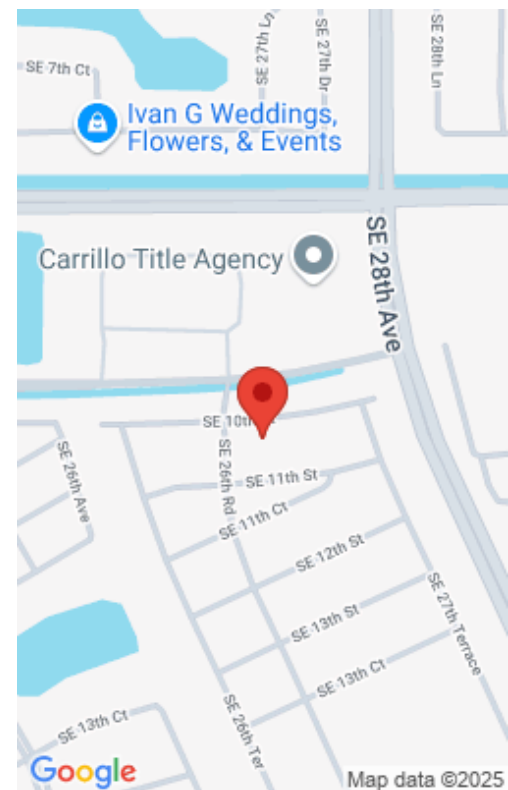 SE 27th Ln
SE 27th Dr
SE 28th Ln
SE 7th Ct
Ivan G Weddings,
Flowers, & Events
SE 28th Ave
Carrillo Title Agency
SE 10th
SE 26th Ave
SE 26th Rd
SE 11th St
SE 11th Ct
SE 12th St
SE 27th Terrace
SE 13th St
SE 13th Ct
SE 26th Ter
SE 13th Ct
Google
Map data ©2025